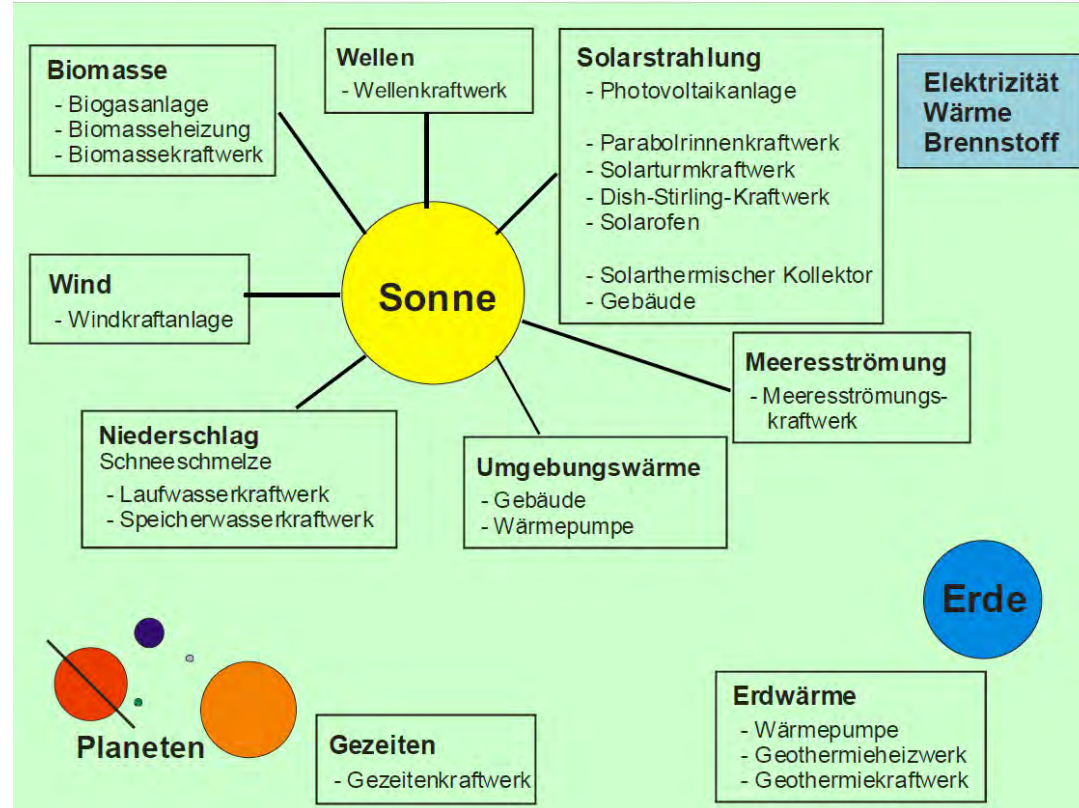 Biomasse
- Biogasanlage
- Biomasseheizung
- Biomassekraftwerk
Wellen
- Wellenkraftwerk
Solarstrahlung
- Photovoltaikanlage
- Parabolrinnenkraftwerk
- Solarturmkraftwerk
- Dish-Stirling-Kraftwerk
- Solarofen
- Solarthermischer Kollektor
- Gebäude
Elektrizität
Wärme
Brennstoff
Wind
- Windkraftanlage
Sonne
Meeresströmung
- Meeresströmungs-
kraftwerk
Niederschlag
Schneeschmelze
- Laufwasserkraftwerk
- Speicherwasserkraftwerk
Umgebungswärme
- Gebäude
- Wärmepumpe
Erde
Planeten
Gezeiten
- Gezeitenkraftwerk
Erdwärme
- Wärmepumpe
- Geothermieheizwerk
- Geothermiekraftwerk